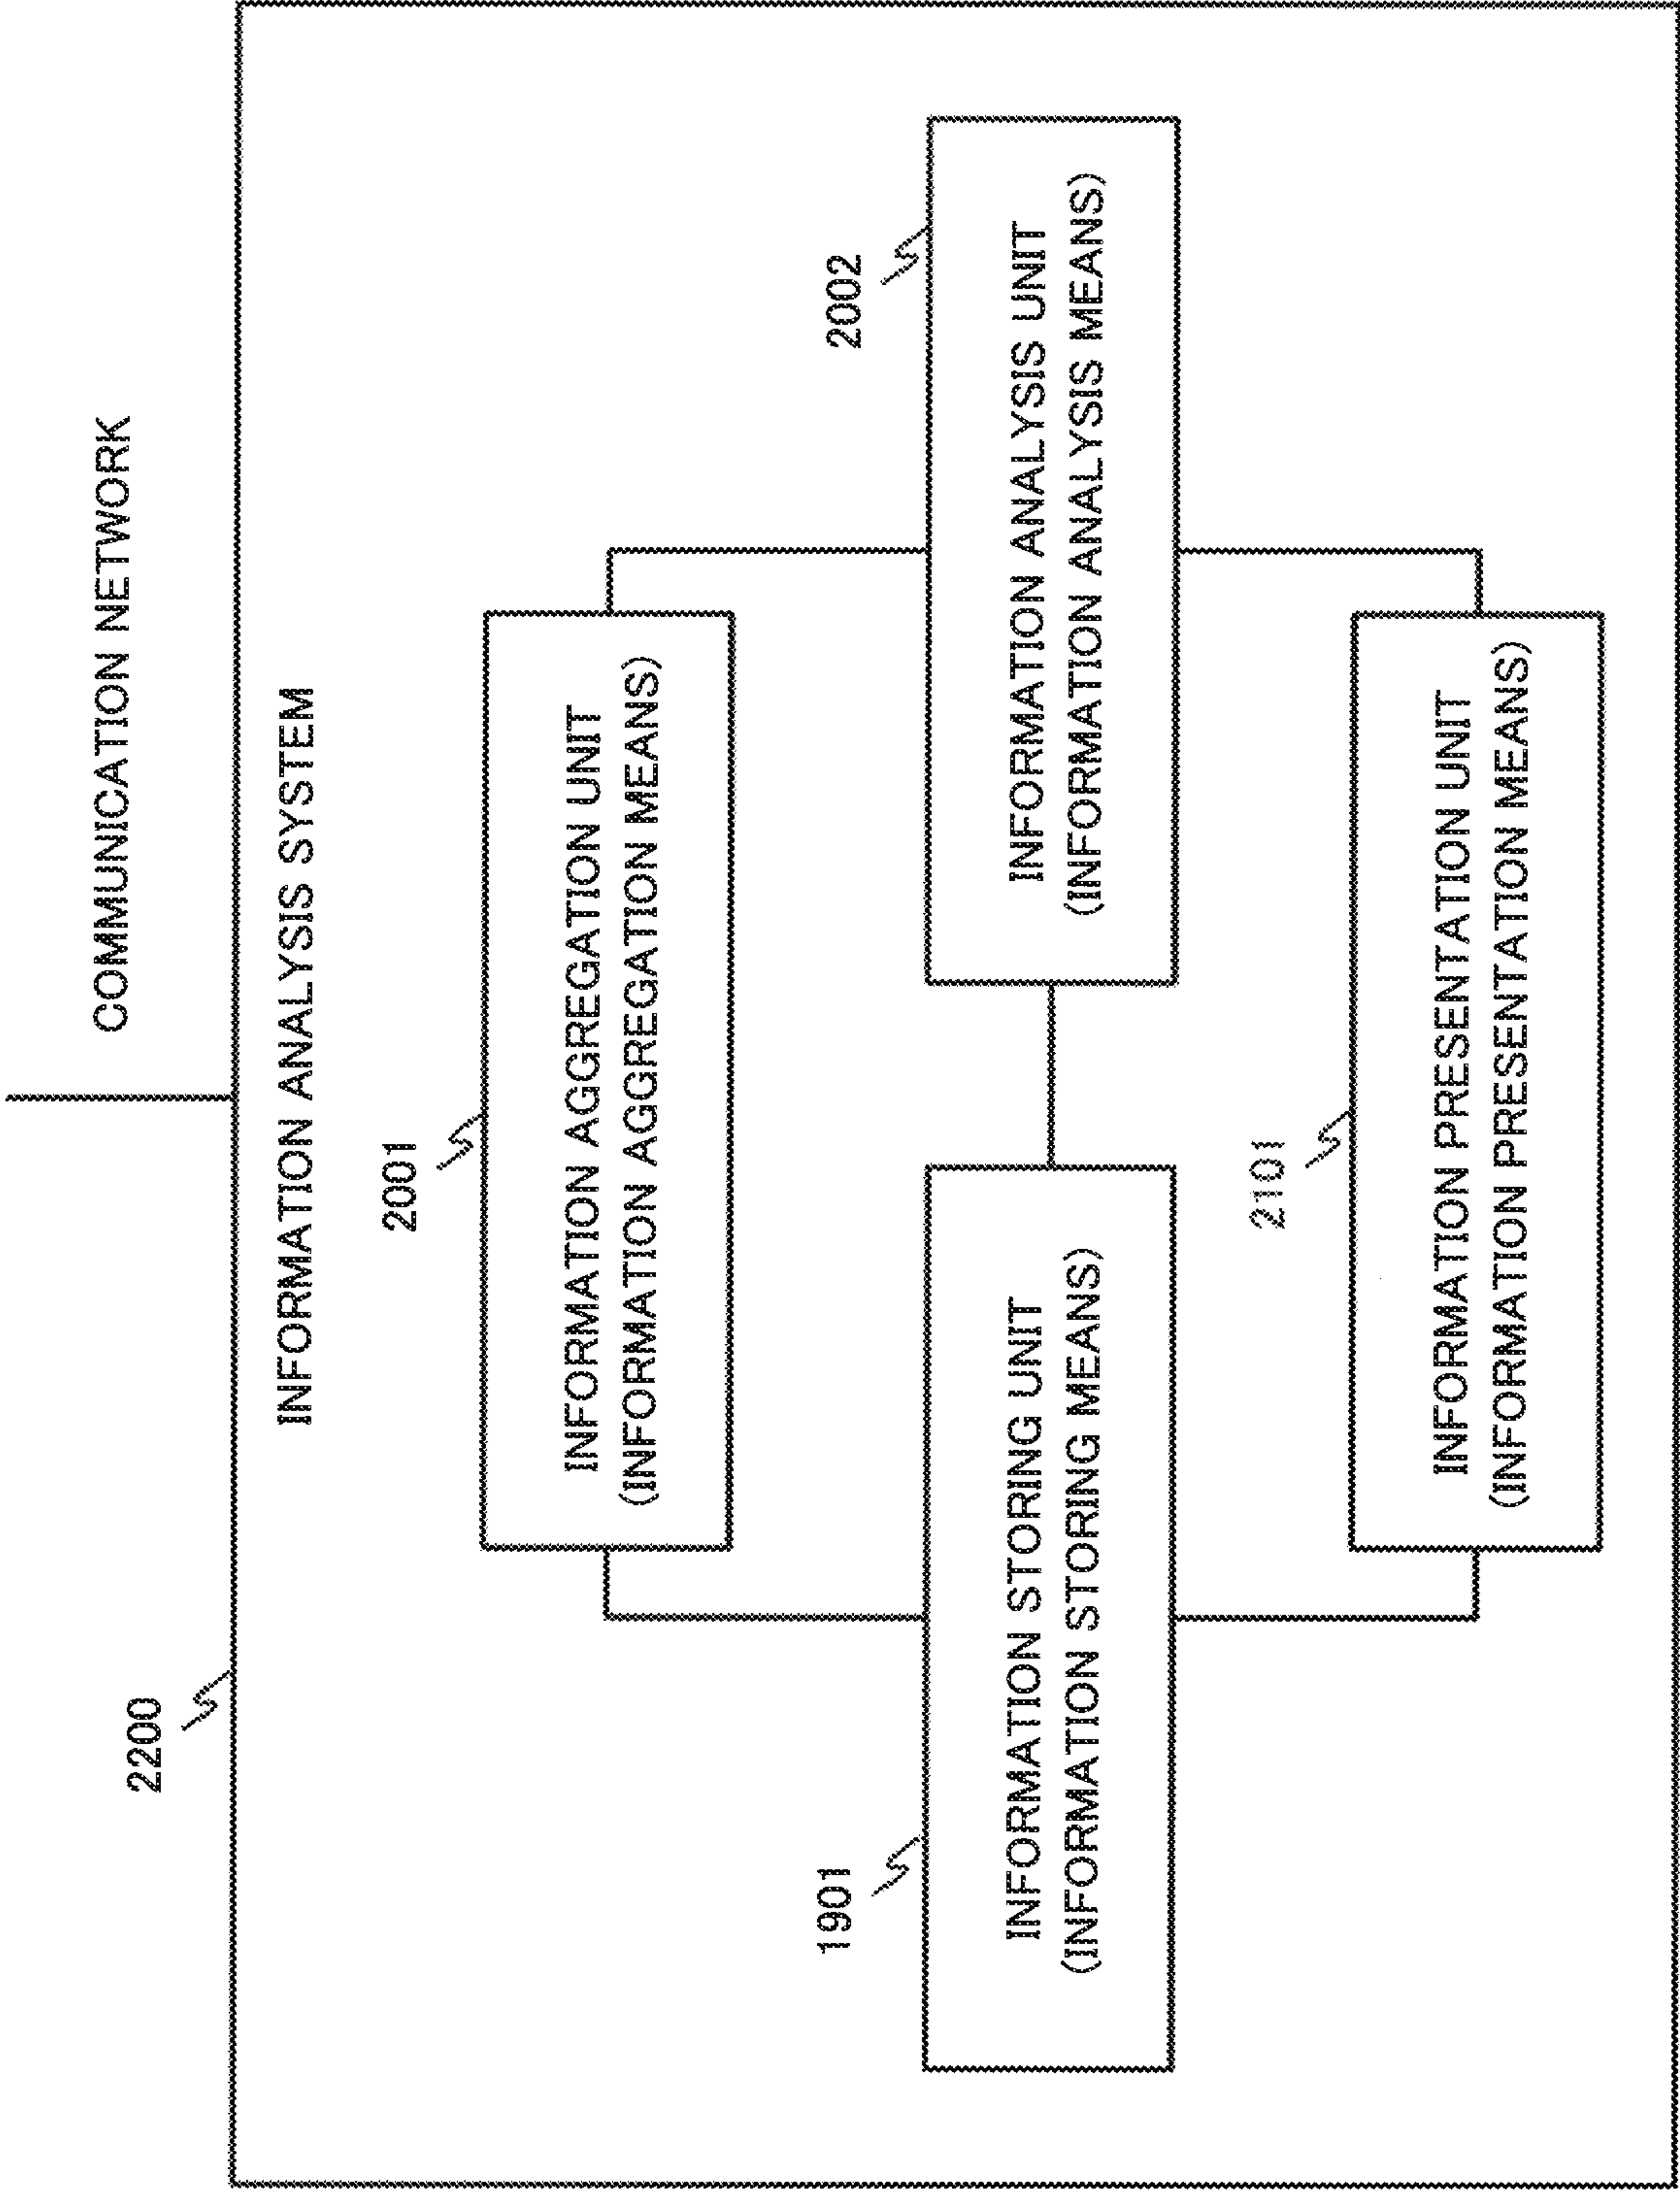 COMMUNICATION NETWORK
2200
INFORMATION ANALYSIS SYSTEM
2001
INFORMATION AGGREGATION UNIT
(INFORMATION AGGREGATION MEANS)
1901
INFORMATION STORING UNIT
(INFORMATION STORING MEANS)
2002
INFORMATION ANALYSIS UNIT
(INFORMATION ANALYSIS MEANS)
2101
INFORMATION PRESENTATION UNIT
(INFORMATION PRESENTATION MEANS)